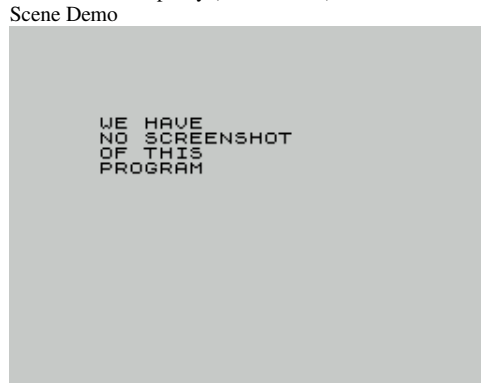 Scene Demo
WE HAVE
NO SCREENSHOT
OF THIS
PROGRAM